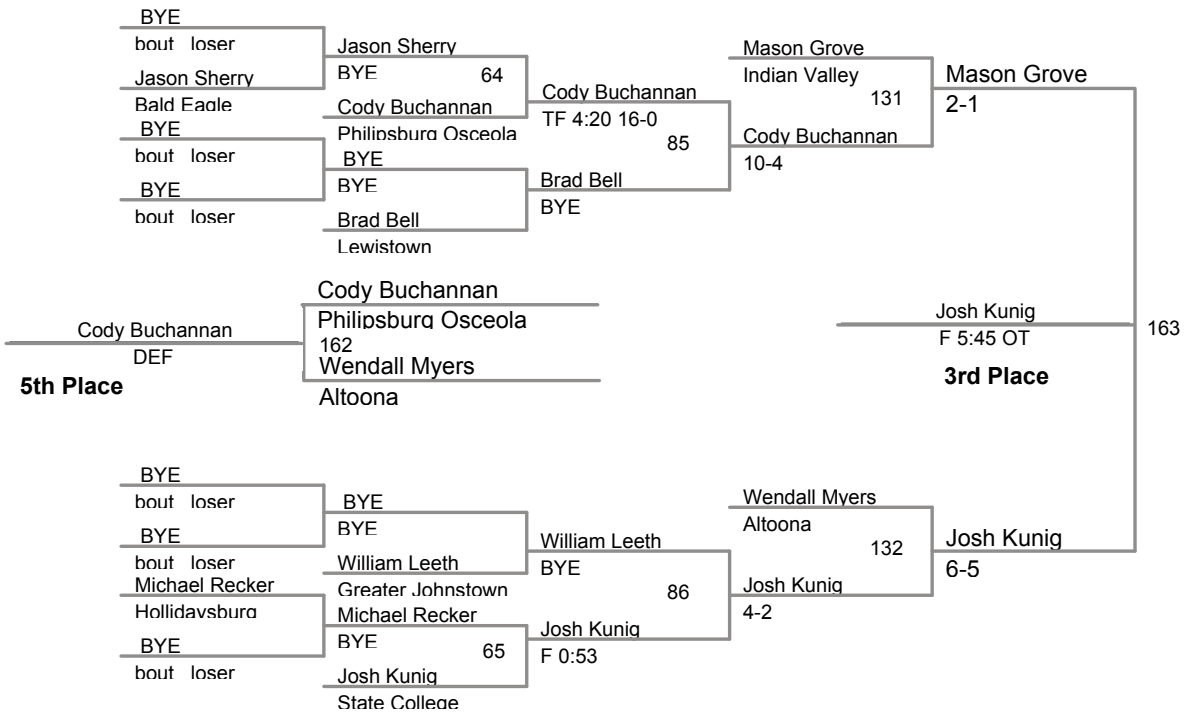 BYE
bout loser
Jason Sherry
Bald Eagle
BYE
bout loser
BYE
bout loser
Jason Sherry
BYE
64
Cody Buchannan
Philipsburg Osceola
BYE
BYE
Brad Bell
Lewistown
Cody Buchannan
TF 4:20 16-0
85
Brad Bell
BYE
Mason Grove
Indian Valley
131
Cody Buchannan
10-4
Mason Grove
2-1
Cody Buchannan
DEF
5th Place
Cody Buchannan
Philipsburg Osceola
162
Wendall Myers
Altoona
Josh Kunig
F 5:45 OT
3rd Place
163
BYE
bout loser
BYE
bout loser
Michael Recker
Hollidaysburg
BYE
bout loser
BYE
BYE
William Leeth
Greater Johnstown
Michael Recker
BYE
65
Josh Kunig
State College
William Leeth
BYE
86
Josh Kunig
F 0:53
Wendall Myers
Altoona
132
Josh Kunig
4-2
Josh Kunig
6-5